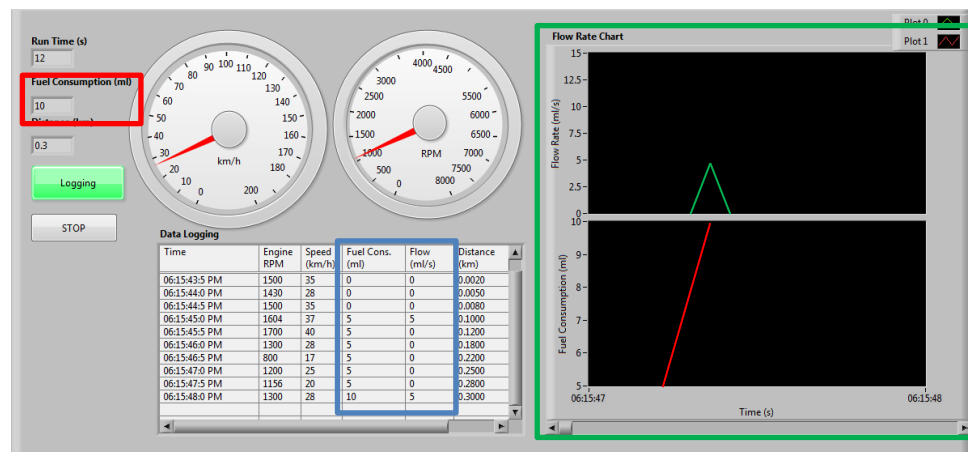 Run Time (s)
12
Fuel Consumption (ml)
10
Distance (km)
0.3
Logging
STOP
0 10 20 30 40 50 60 70 80 90 100 110 120 130 140 150 160 170 180 200
km/h
0 500 1000 1500 2000 2500 3000 4000 4500 5500 6000 6500 7000 7500 8000
RPM
Data Logging
Time Engine RPM Speed (km/h) Fuel Cons. (ml) Flow (ml/s) Distance (km)
06:15:43:5 PM 1500 35 0 0 0.0020
06:15:44:0 PM 1430 28 0 0 0.0050
06:15:44:5 PM 1500 35 0 0 0.0080
06:15:45:0 PM 1604 37 5 5 0.1000
06:15:45:5 PM 1700 40 5 0 0.1200
06:15:46:0 PM 1300 28 5 0 0.1800
06:15:46:5 PM 800 17 5 0 0.2200
06:15:47:0 PM 1200 25 5 0 0.2500
06:15:47:5 PM 1156 20 5 0 0.2800
06:15:48:0 PM 1300 28 10 5 0.3000
Flow Rate Chart
Plot 0
Plot 1
15
12.5
10
7.5
5
2.5
0
Flow Rate (ml/s)
10
9
8
7
6
5
Fuel Consumption (ml)
06:15:47 06:15:48
Time (s)